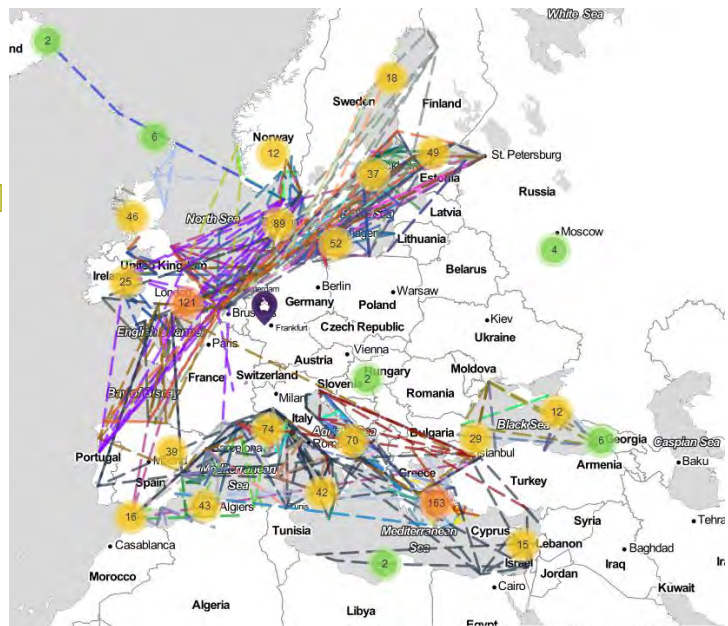 White Sea
2
nd
18
Sweden
Finland
6
Norway
12
49
St. Petersburg
37
Estonia
46
North Sea
89
Latvia
Russia
Moscow
4
52
Lithuania
United Kingdom
25
London
121
Belarus
Berlin
Warsaw
Germany
Poland
English Channel
Frankfurt
Czech Republic
Kiev
Ukraine
Paris
Vienna
Austria
Hungary
2
Moldova
France
Switzerland
Slovenia
Romania
Bay of Biscay
Milan
Italy
74
70
Bulgaria
29
Black Sea
12
6
Georgia
Caspian Sea
Portugal
39
Barcelona
Istanbul
Armenia
Baku
Spain
Mediterranean
Sea
Greece
Turkey
16
43
Algiers
42
163
Tehra
Tunisia
Mediterranean
Sea
Cyprus
Syria
Casablanca
2
15
Lebanon
Israel
Baghdad
Iraq
Morocco
Jordan
Cairo
Kuwait
Algeria
Libya
Egypt